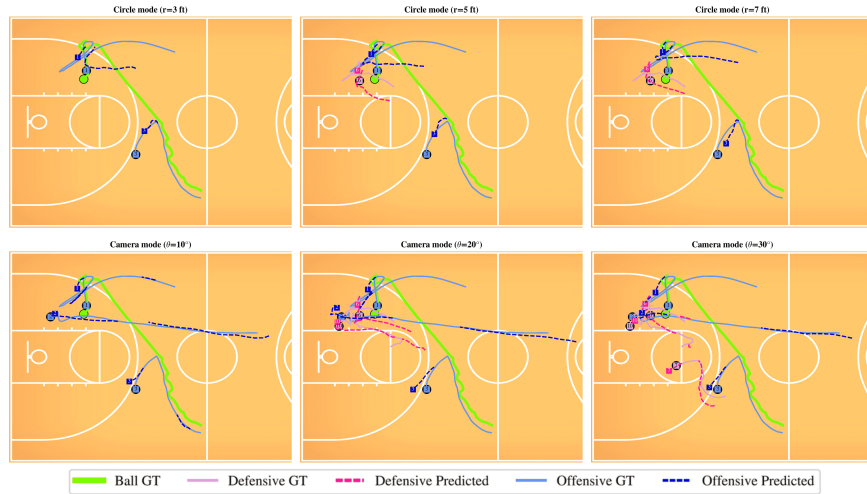 Circle mode (r=3 ft)
Circle mode (r=5 ft)
Circle mode (r=7 ft)
Camera mode (θ=10°)
Camera mode (θ=20°)
Camera mode (θ=30°)
Ball GT
Defensive GT
Defensive Predicted
Offensive GT
Offensive Predicted